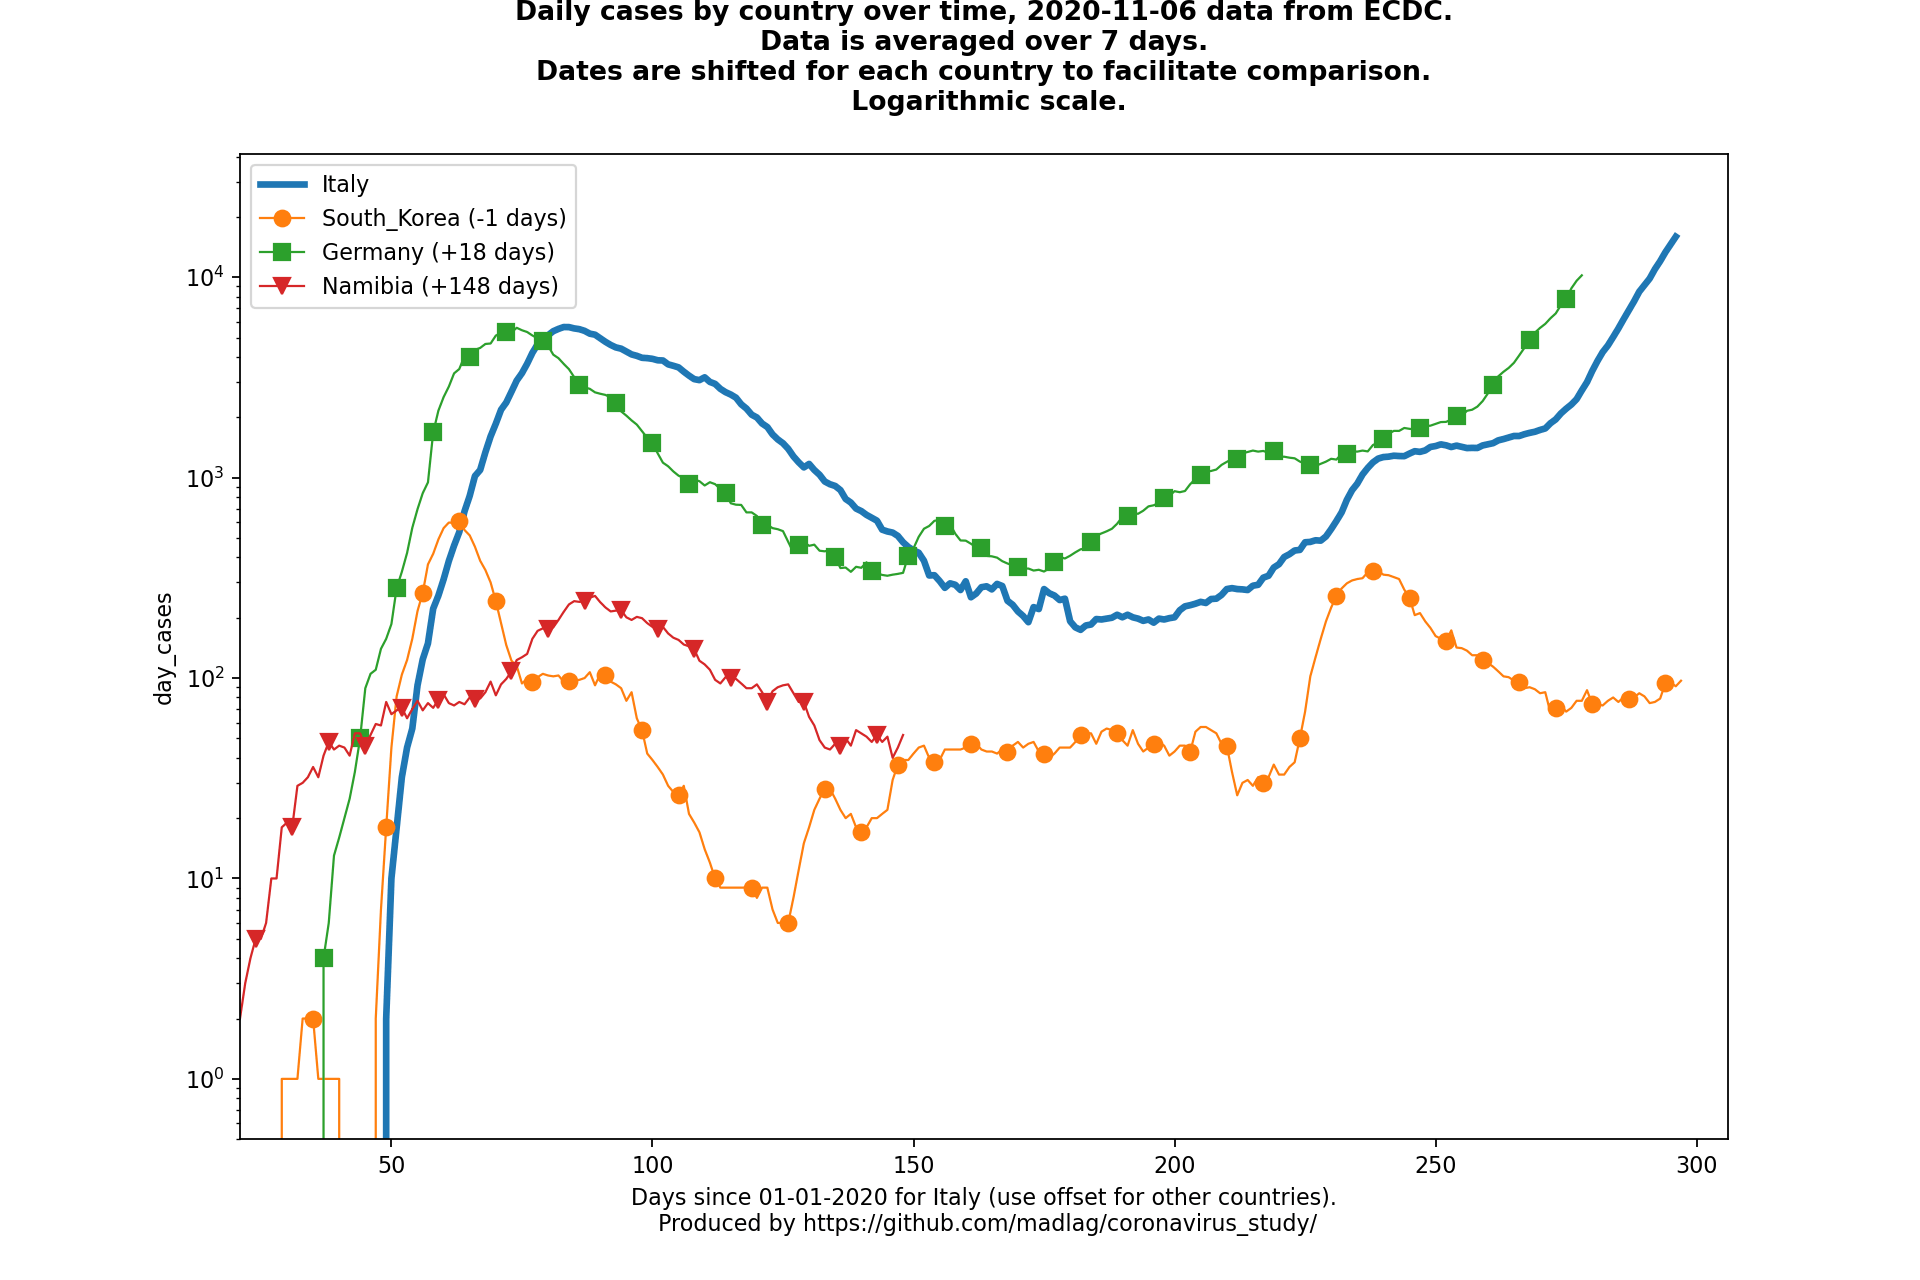 Daily cases by country over time, 2020-11-06 data from ECDC.
Data is averaged over 7 days.
Dates are shifted for each country to facilitate comparison.
Logarithmic scale.
Italy
South_Korea (-1 days)
Germany (+18 days)
Namibia (+148 days)
day_cases
10⁴
10³
10²
10¹
10⁰
50 100 150 200 250 300
Days since 01-01-2020 for Italy (use offset for other countries).
Produced by https://github.com/madlag/coronavirus_study/